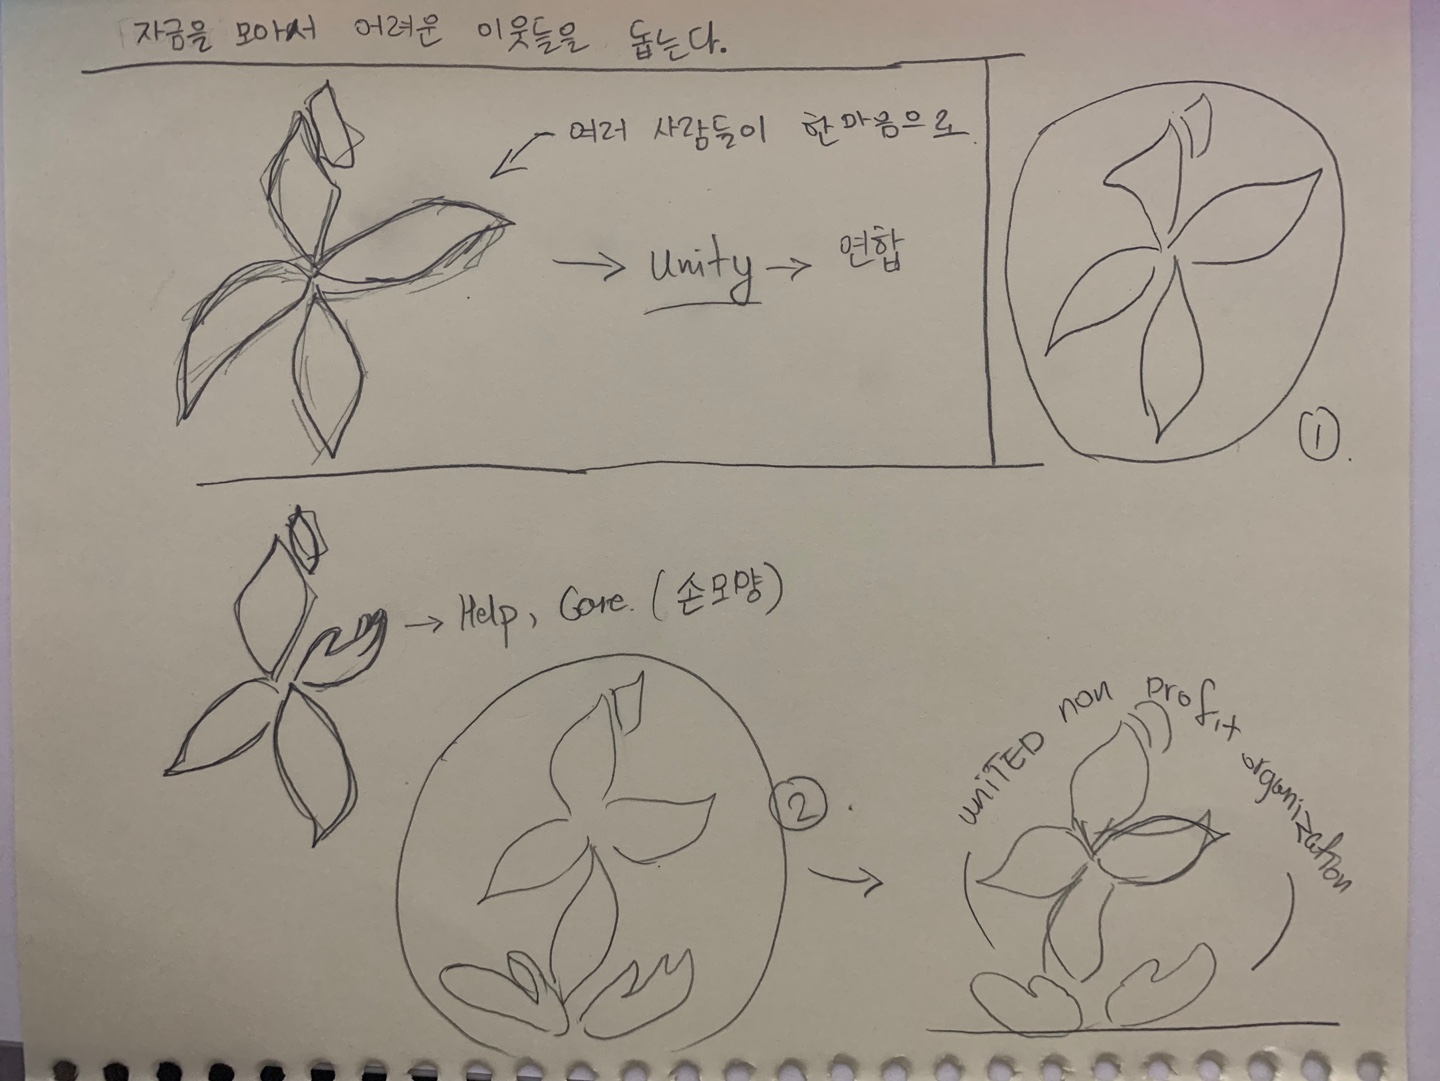 자금을 모아서 어려운 이웃들을 돕는다.
여러 사람들이 한마음으로.
→ Unity → 연합
①.
→ Help, Care. (손모양)
②.
UNITED non profit organization